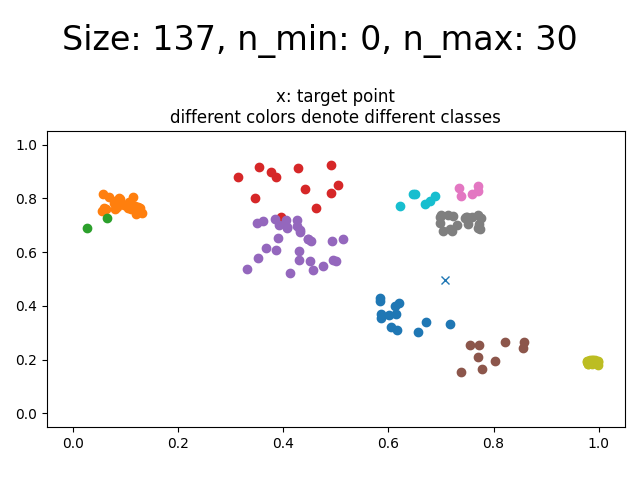 Size: 137, n_min: 0, n_max: 30
x: target point
different colors denote different classes
1.0
0.8
0.6
0.4
0.2
0.0
0.0 0.2 0.4 0.6 0.8 1.0